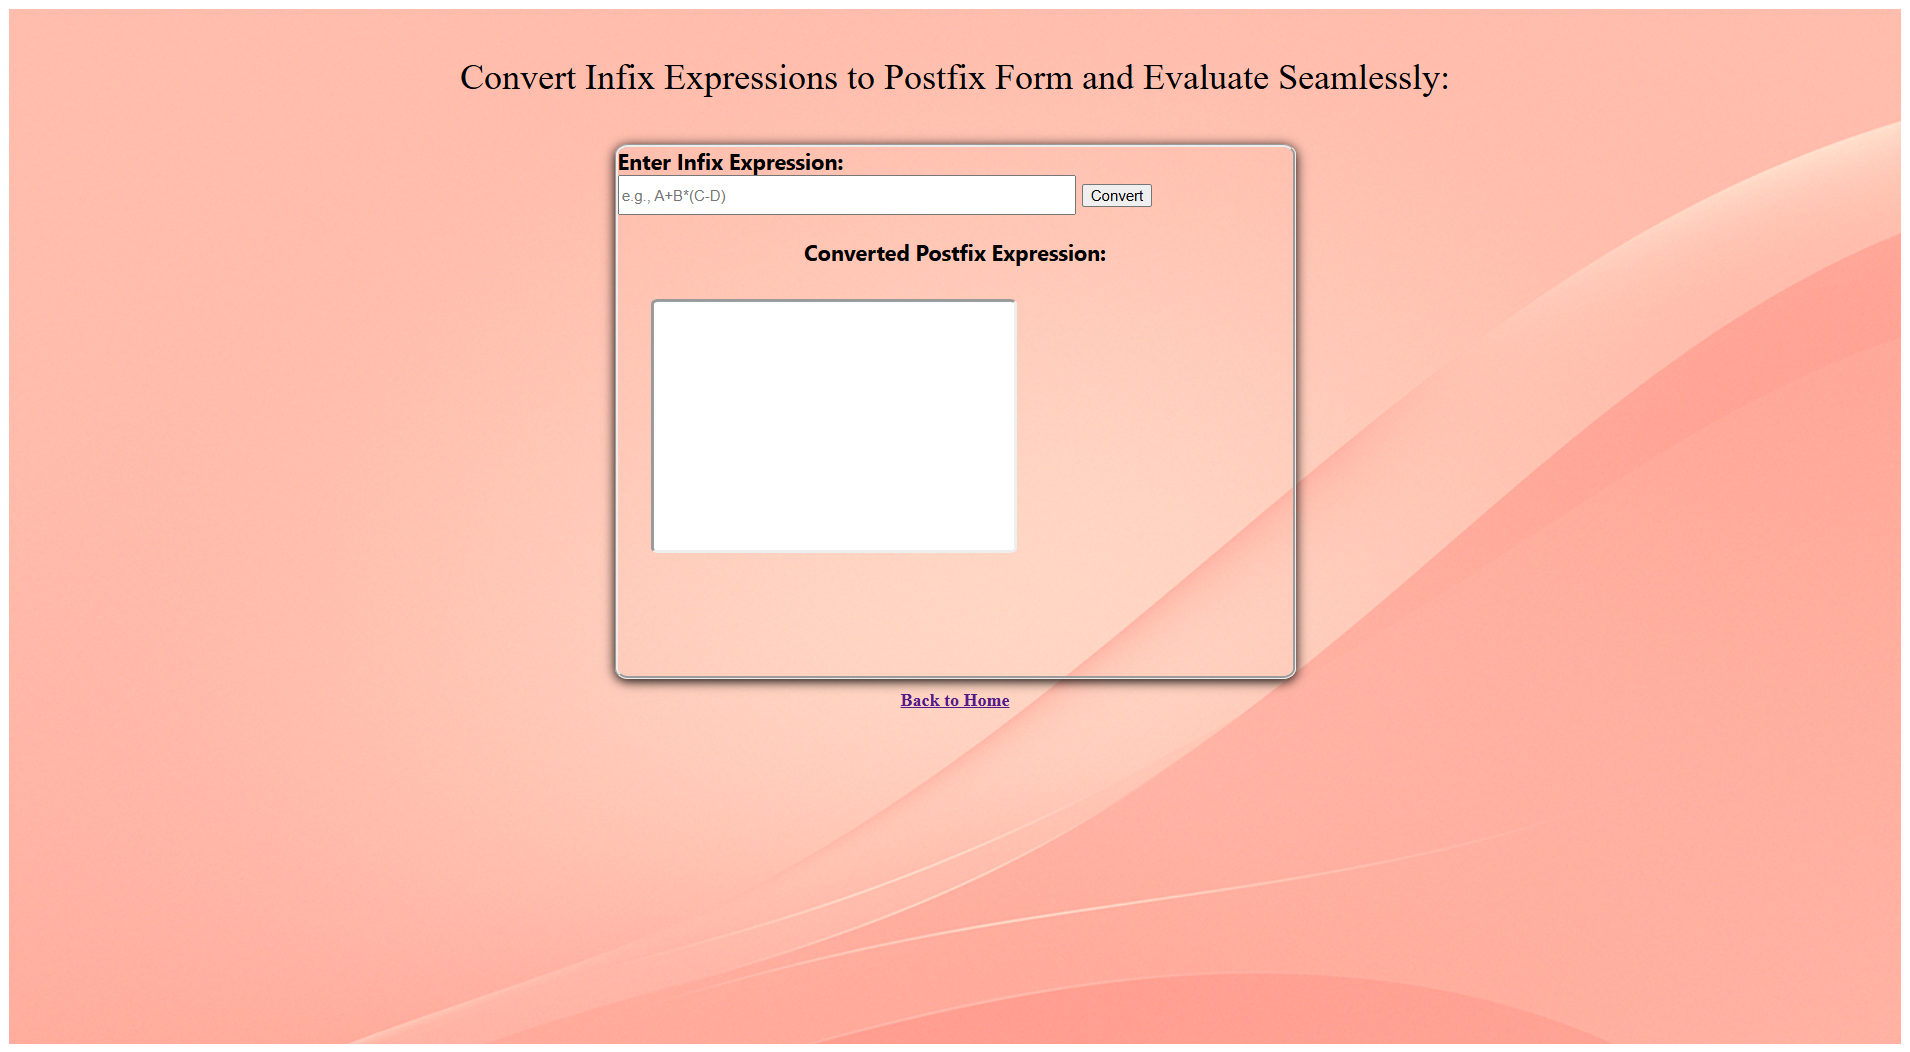 Convert Infix Expressions to Postfix Form and Evaluate Seamlessly:
Enter Infix Expression:
e.g., A+B*(C-D)
Convert
Converted Postfix Expression:
Back to Home